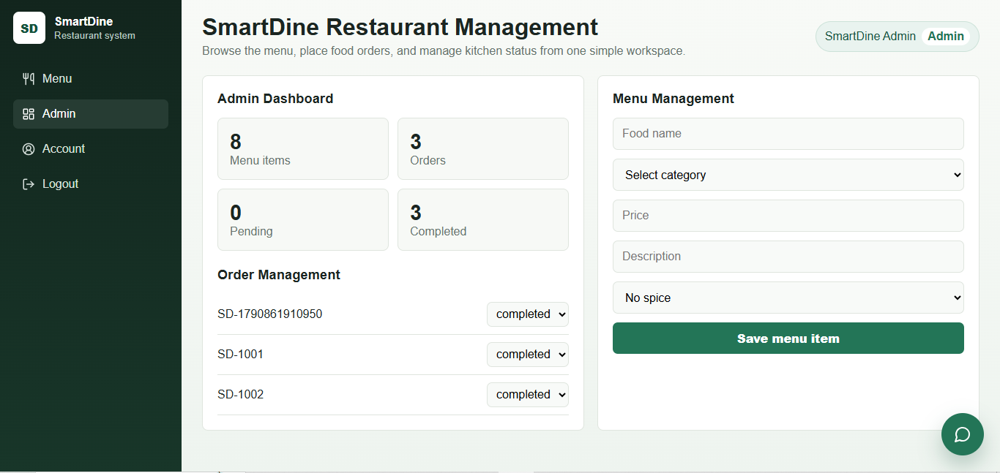 SD
SmartDine
Restaurant system
Menu
Admin
Account
Logout
SmartDine Restaurant Management
Browse the menu, place food orders, and manage kitchen status from one simple workspace.
SmartDine Admin Admin
Admin Dashboard
8
Menu items
3
Orders
0
Pending
3
Completed
Order Management
SD-1790861910950 completed
SD-1001 completed
SD-1002 completed
Menu Management
Food name
Select category
Price
Description
No spice
Save menu item